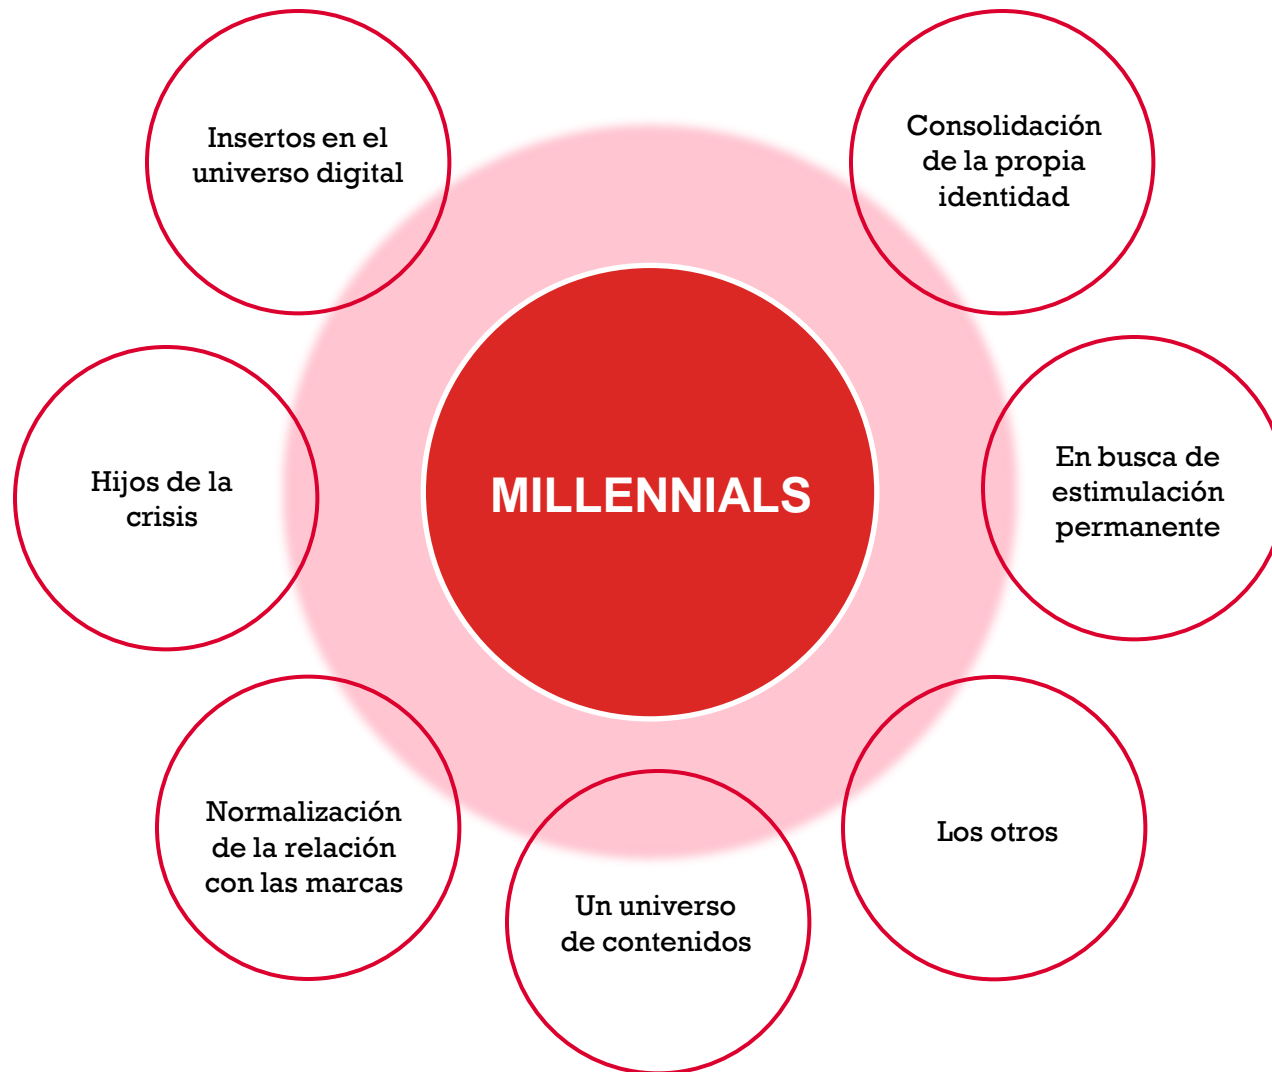 Insertos en el
universo digital
Consolidación
de la propia
identidad
Hijos de la
crisis
MILLENNIALS
En busca de
estimulación
permanente
Normalización
de la relación
con las marcas
Un universo
de contenidos
Los otros